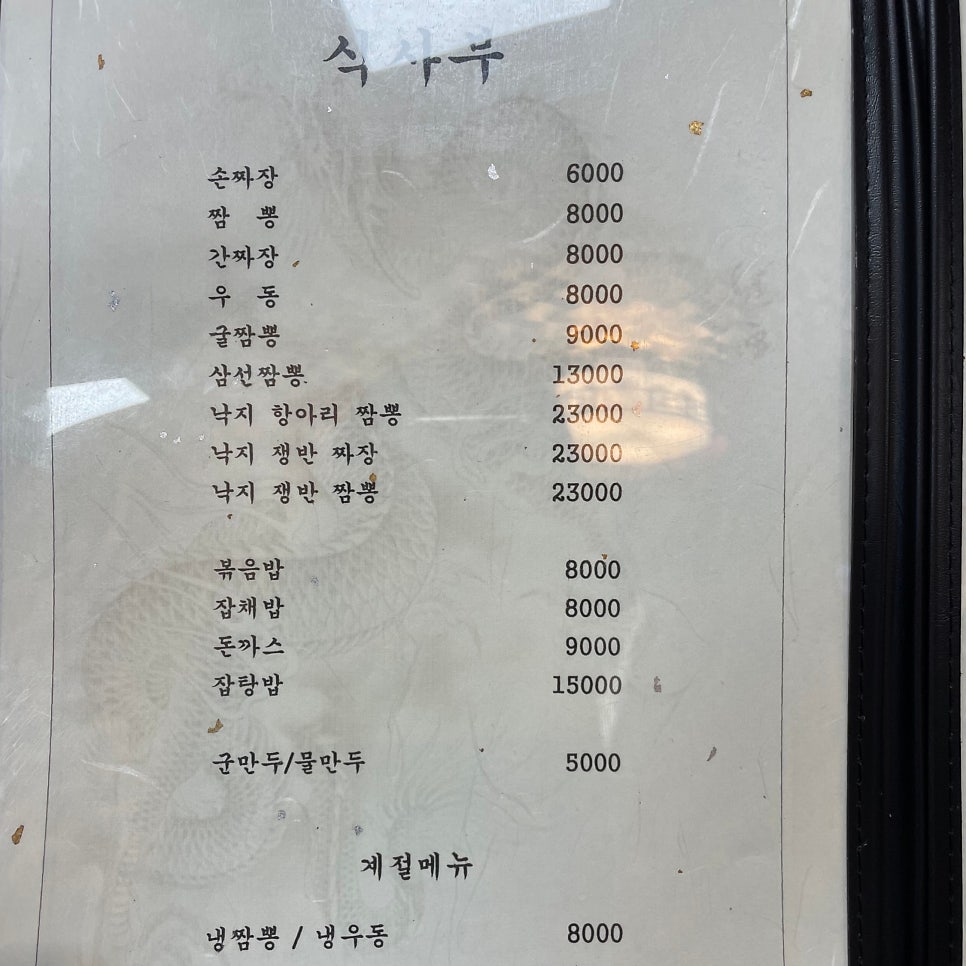 식사부
손짜장 6000
짬 뽕 8000
간짜장 8000
우 동 8000
굴짬뽕 9000
삼선짬뽕 13000
낙지 항아리 짬뽕 23000
낙지 쟁반 짜장 23000
낙지 쟁반 짬뽕 23000
볶음밥 8000
잡채밥 8000
돈까스 9000
잡탕밥 15000
군만두/물만두 5000
계절메뉴
냉짬뽕 / 냉우동 8000